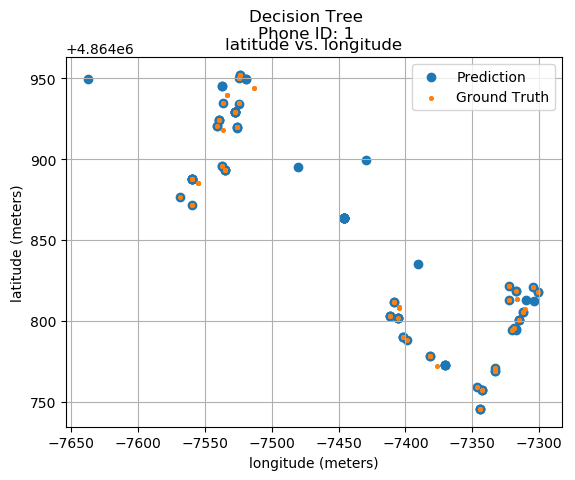 Decision Tree
Phone ID: 1
latitude vs. longitude
+4.864e6
Prediction
Ground Truth
950
900
850
800
750
latitude (meters)
−7650
−7600
−7550
−7500
−7450
−7400
−7350
−7300
longitude (meters)